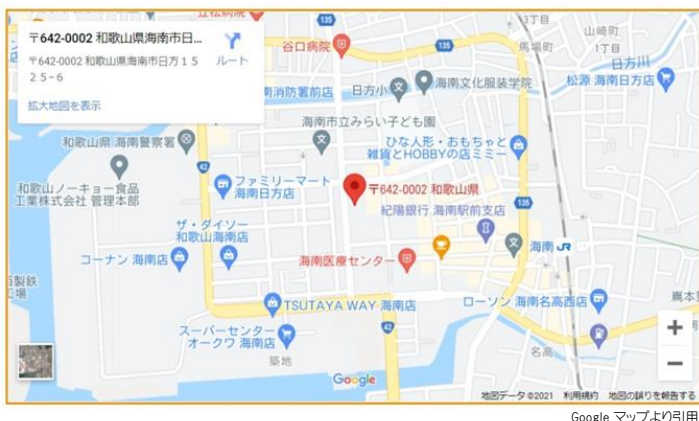 〒642-0002 和歌山県海南市日...
〒642-0002 和歌山県海南市日方15
25-6
ルート
拡大地図を表示
135
3丁目
山崎町
1丁目
馬場町
日方川
谷口病院
135
松源 海南日方店
南消防署前店
日方小
海南文化服装学院
42
海南市立みらい子ども園
和歌山県 海南警察署
ひな人形・おもちゃと
雑貨とHOBBYの店ミミー
42
和歌山ノーキョー食品
工業株式会社 管理本部
ファミリーマート
海南日方店
〒642-0002 和歌山県
135
紀陽銀行 海南駅前支店
ザ・ダイソー
和歌山海南店
海南 JR
コーナン 海南店
海南医療センター
製鉄
工場
TSUTAYA WAY 海南店
ローソン 海南名高西店
42
スーパーセンター
オークワ 海南店
築地
名高
+
−
Google
地図データ ©2021 利用規約 地図の誤りを報告する
Google マップより引用